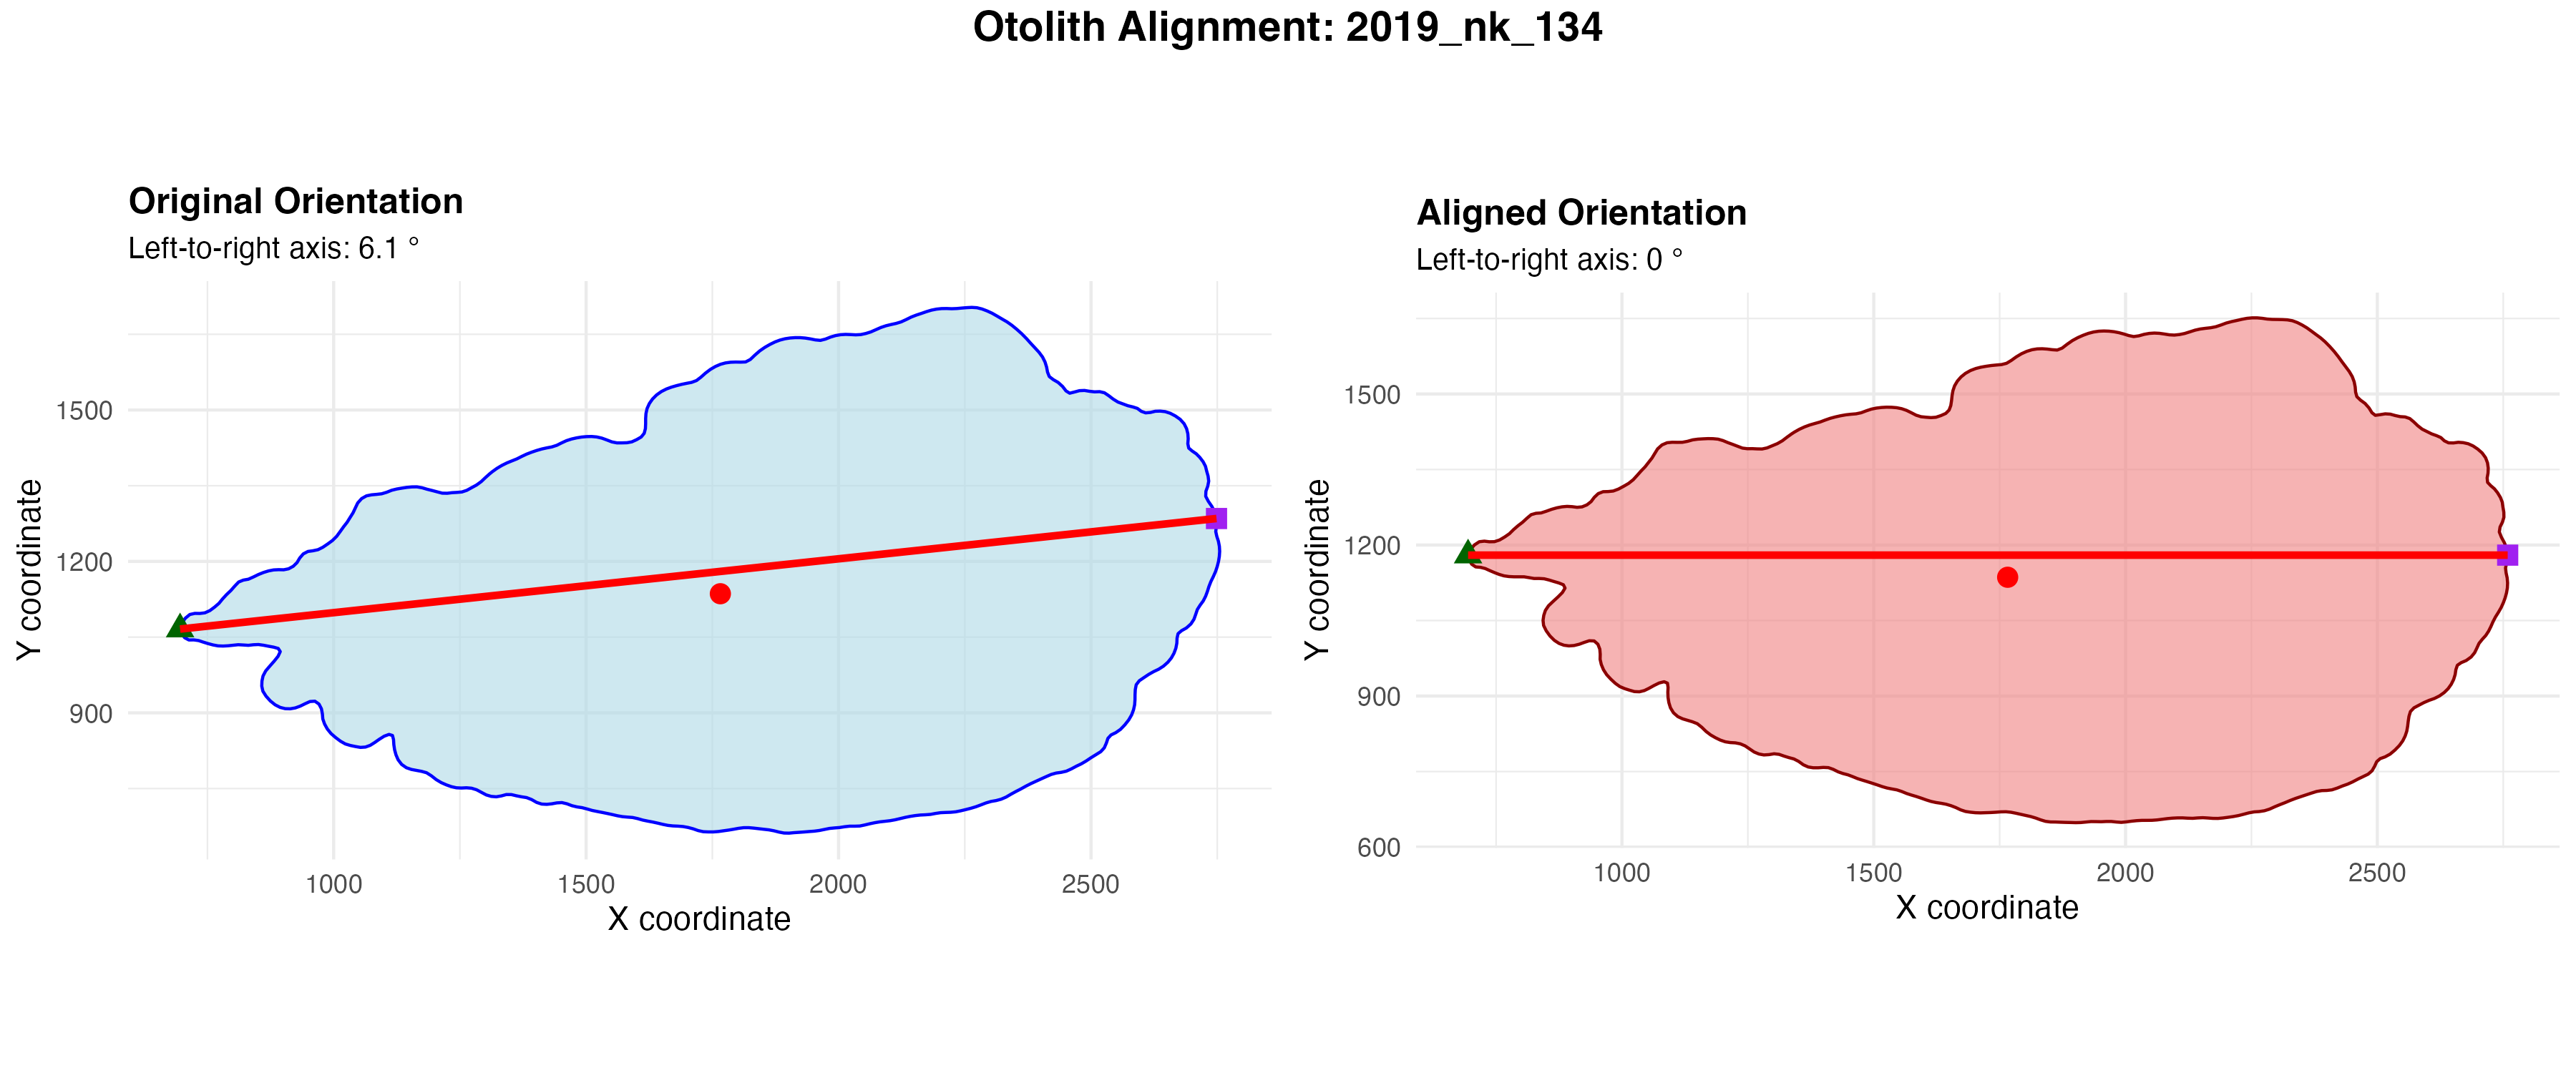 Otolith Alignment: 2019_nk_134
Original Orientation
Left-to-right axis: 6.1 °
Y coordinate
1500
1200
900
1000
1500
2000
2500
X coordinate
Aligned Orientation
Left-to-right axis: 0 °
Y coordinate
1500
1200
900
600
1000
1500
2000
2500
X coordinate